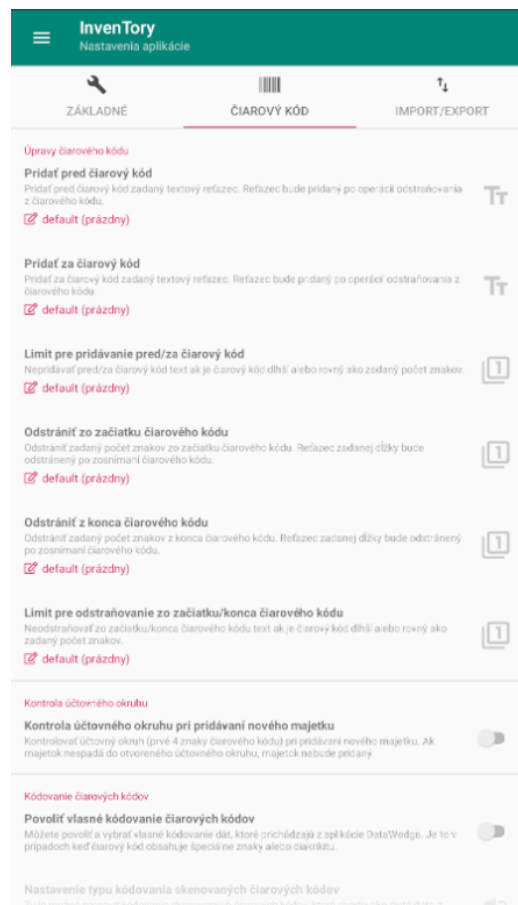 InvenTory
Nastavenia aplikácie
ZÁKLADNÉ
ČIAROVÝ KÓD
IMPORT/EXPORT
Úpravy čiarového kódu
Pridať pred čiarový kód
Pridať pred čiarový kód zadaný textový reťazec. Reťazec bude pridaný po operácii odstraňovania
z čiarového kódu.
default (prázdny)
Pridať za čiarový kód
Pridať za čiarový kód zadaný textový reťazec. Reťazec bude pridaný po operácii odstraňovania z
čiarového kódu.
default (prázdny)
Limit pre pridávanie pred/za čiarový kód
Nepridávať pred/za čiarový kód text ak je čiarový kód dlhší alebo rovný ako zadaný počet znakov.
default (prázdny)
Odstrániť zo začiatku čiarového kódu
Odstrániť zadaný počet znakov zo začiatku čiarového kódu. Reťazec zadanej dĺžky bude
odstránený po zosnímaní čiarového kódu.
default (prázdny)
Odstrániť z konca čiarového kódu
Odstrániť zadaný počet znakov z konca čiarového kódu. Reťazec zadanej dĺžky bude odstránený
po zosnímaní čiarového kódu.
default (prázdny)
Limit pre odstraňovanie zo začiatku/konca čiarového kódu
Neodstraňovať zo začiatku/konca čiarového kódu text ak je čiarový kód dlhší alebo rovný ako
zadaný počet znakov.
default (prázdny)
Kontrola účtovného okruhu
Kontrola účtovného okruhu pri pridávaní nového majetku
Kontrolovať účtovný okruh (prvé 4 znaky čiarového kódu) pri pridávaní nového majetku. Ak
majetok nespadá do otvoreného účtovného okruhu, majetok nebude pridaný.
Kódovanie čiarových kódov
Povoliť vlasné kódovanie čiarových kódov
Môžete povoliť a vybrať vlasné kódovanie dát, ktoré prichádzajú z aplikácie DataWedge. Je to v
prípadoch keď čiarový kód obsahuje špeciálne znaky alebo diakritiku.
Nastavenie typu kódovania skenovaných čiarových kódov